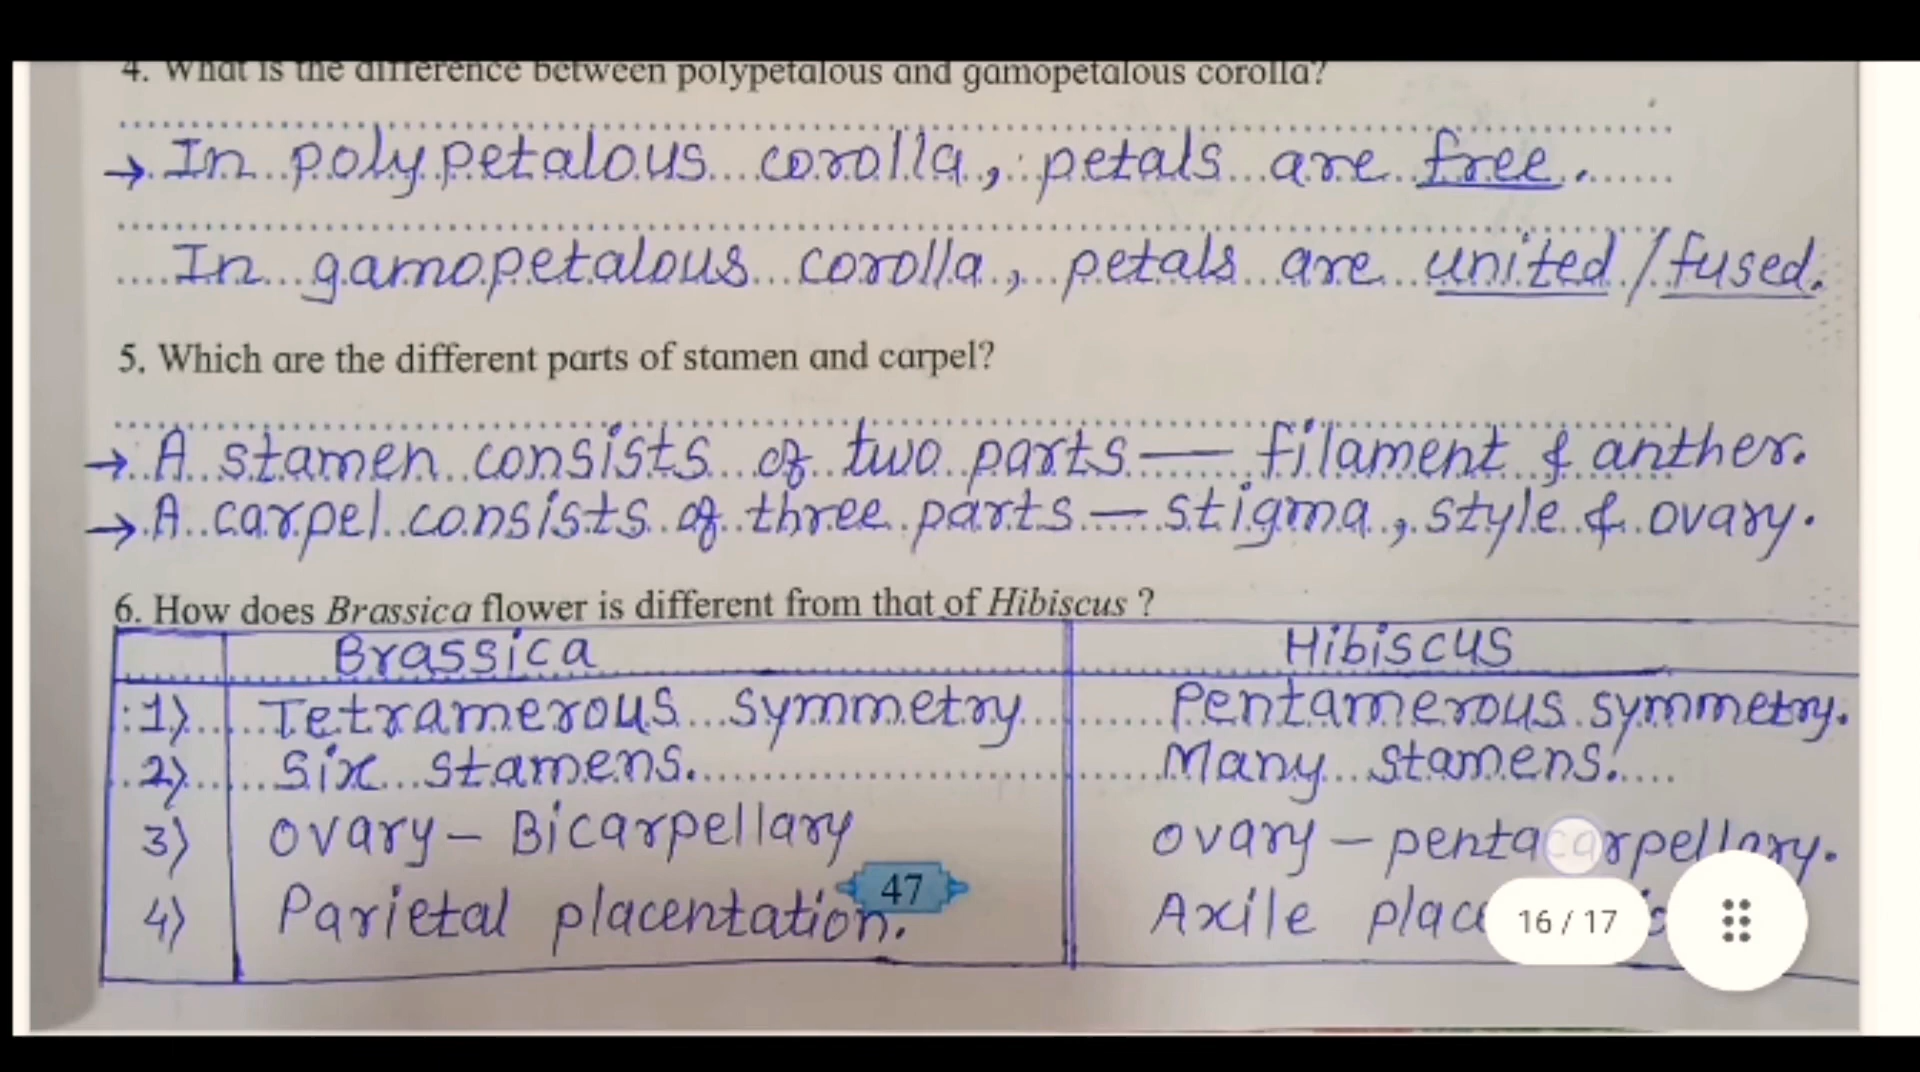 4. What is the difference between polypetalous and gamopetalous corolla?
→ In polypetalous corolla, petals are free.
In gamopetalous corolla, petals are united / fused.
5. Which are the different parts of stamen and carpel?
→ A stamen consists of two parts — filament & anther.
→ A carpel consists of three parts — stigma, style & ovary.
6. How does Brassica flower is different from that of Hibiscus ?
Brassica Hibiscus
1) Tetramerous symmetry Pentamerous symmetry.
2) Six stamens. Many stamens.
3) Ovary – Bicarpellary Ovary – pentacarpellary.
4) Parietal placentation. Axile
47
16 / 17